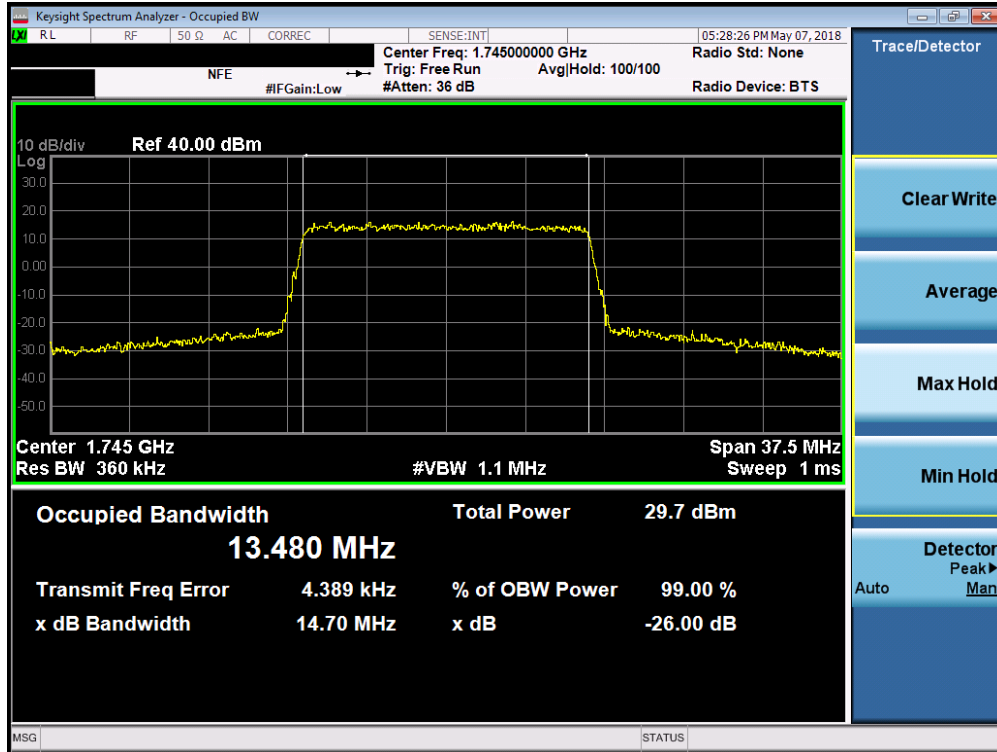 Keysight Spectrum Analyzer - Occupied BW
LXI RL RF 50 Ω AC CORREC SENSE:INT 05:28:26 PM May 07, 2018
Center Freq: 1.745000000 GHz Radio Std: None
NFE Trig: Free Run Avg|Hold: 100/100
#IFGain:Low #Atten: 36 dB Radio Device: BTS
10 dB/div Ref 40.00 dBm
Log
30.0
20.0
10.0
0.00
-10.0
-20.0
-30.0
-40.0
-50.0
Center 1.745 GHz Span 37.5 MHz
Res BW 360 kHz #VBW 1.1 MHz Sweep 1 ms
Occupied Bandwidth Total Power 29.7 dBm
13.480 MHz
Transmit Freq Error 4.389 kHz % of OBW Power 99.00 %
x dB Bandwidth 14.70 MHz x dB -26.00 dB
MSG STATUS
Trace/Detector
Clear Write
Average
Max Hold
Min Hold
Detector
Peak▶
Auto Man